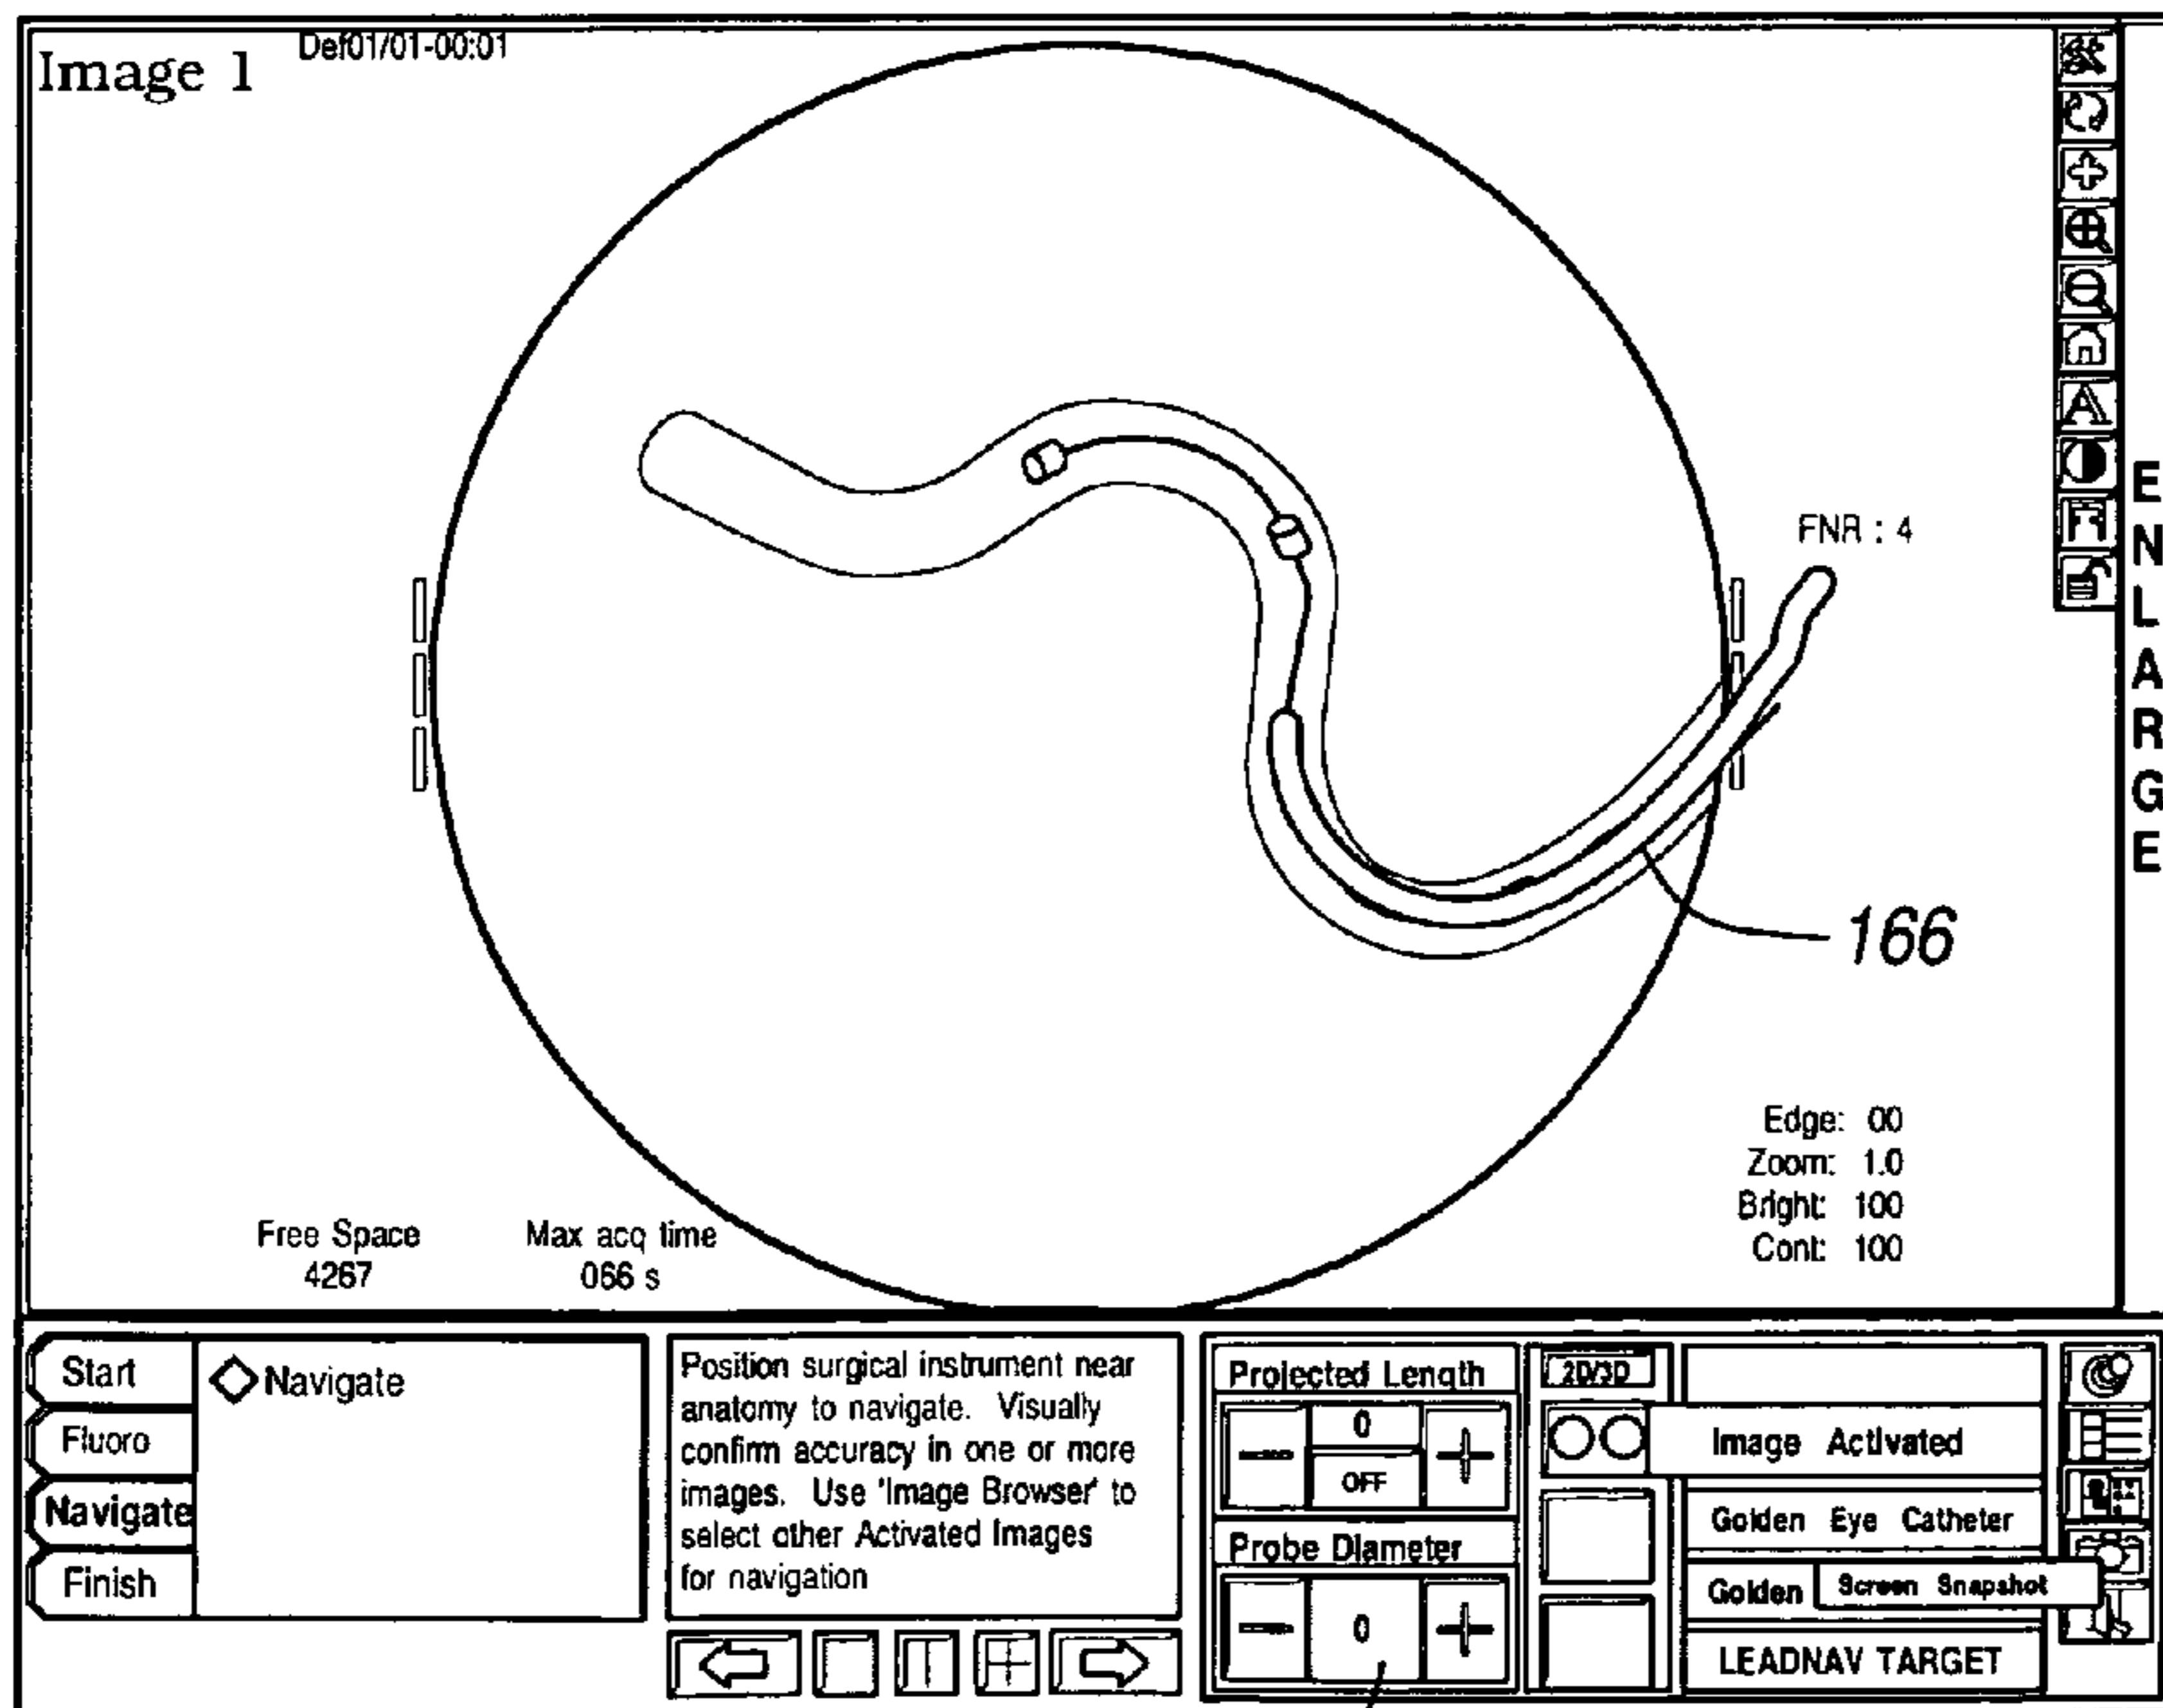 Image 1
Def01/01-00:01
FNR : 4
ENLARGE
166
Edge: 00
Zoom: 1.0
Bright: 100
Cont: 100
Free Space
4267
Max acq time
066 s
Start
Fluoro
Navigate
Finish
Navigate
Position surgical instrument near
anatomy to navigate. Visually
confirm accuracy in one or more
images. Use 'Image Browser' to
select other Activated Images
for navigation
Projected Length
0
OFF
Probe Diameter
0
2D/3D
Image Activated
Golden Eye Catheter
Golden
Screen Snapshot
LEADNAV TARGET
A